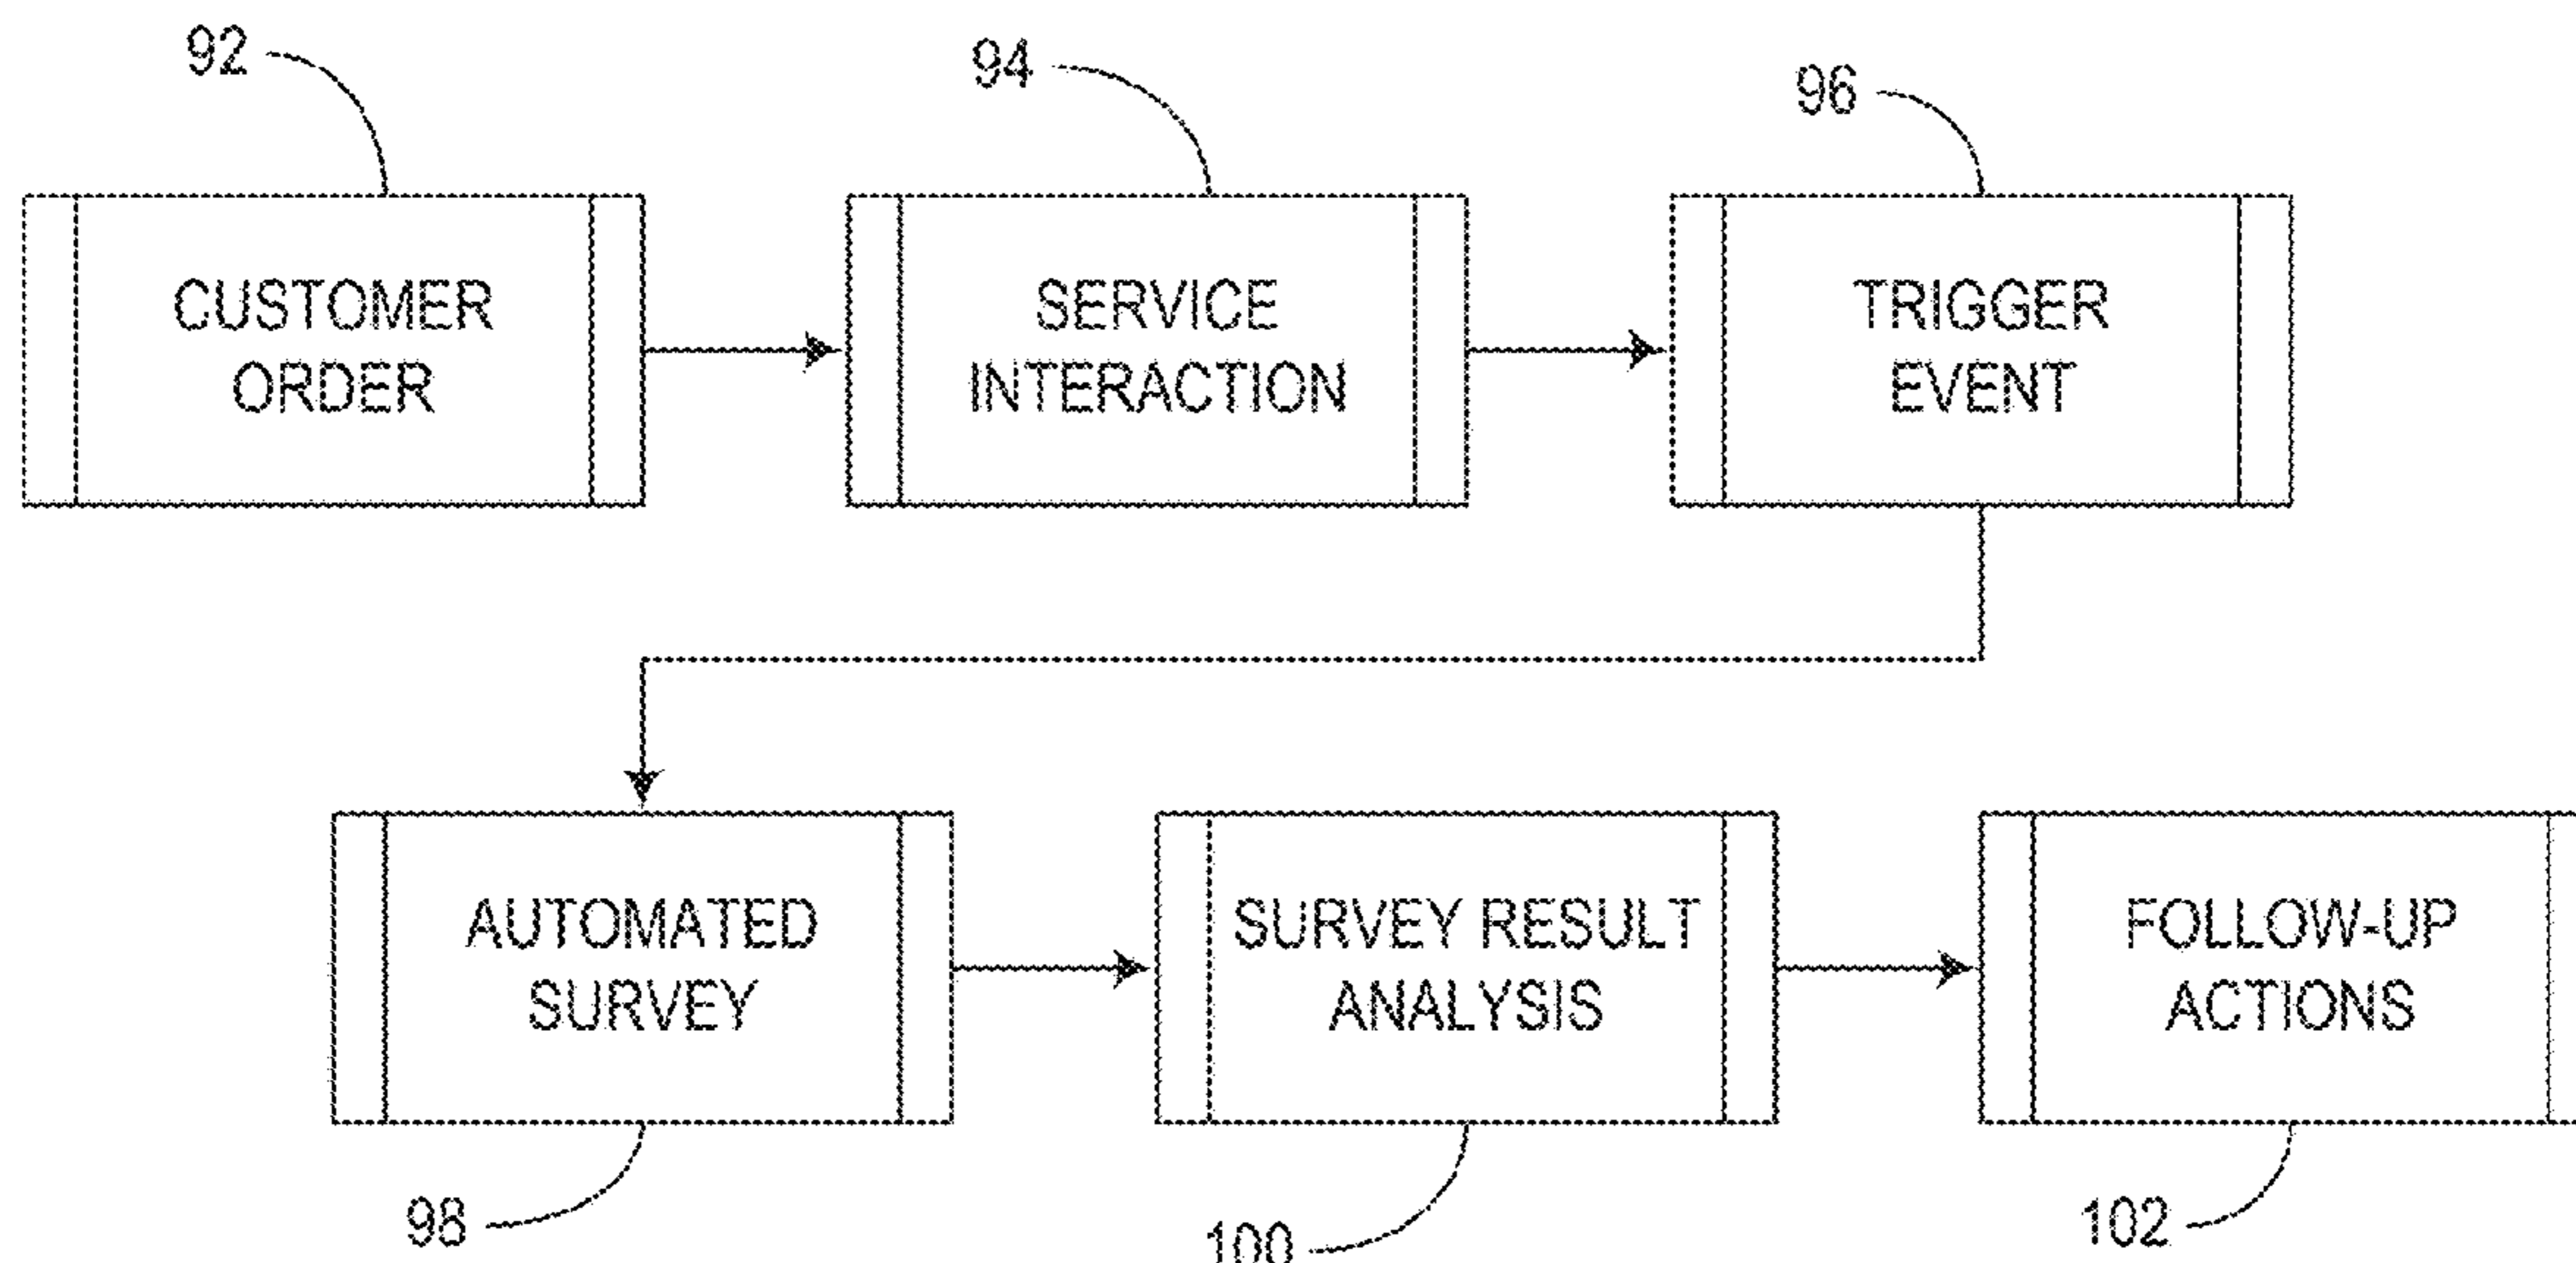 92
94
96
CUSTOMER
ORDER
SERVICE
INTERACTION
TRIGGER
EVENT
AUTOMATED
SURVEY
SURVEY RESULT
ANALYSIS
FOLLOW-UP
ACTIONS
98
100
102